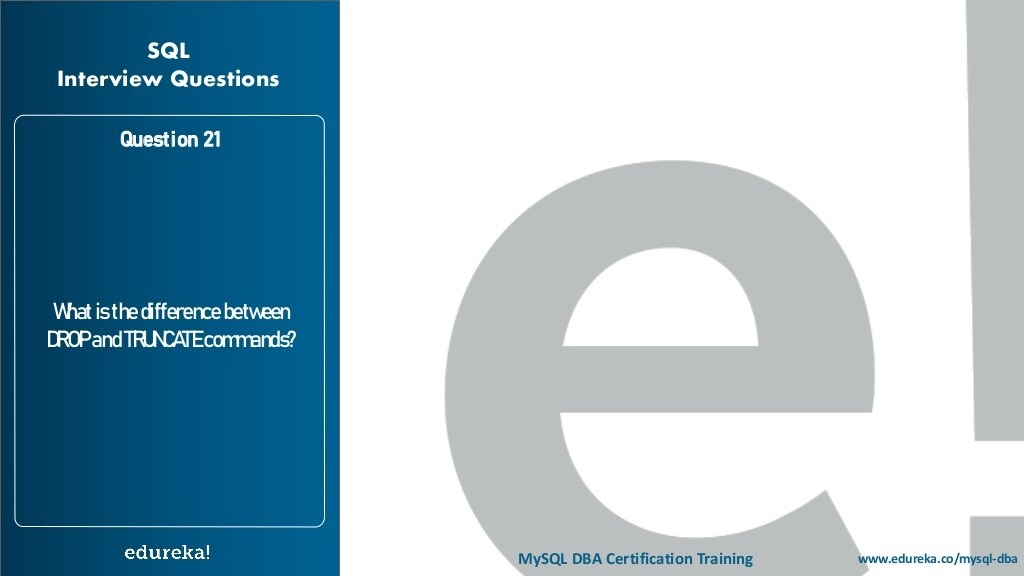 SQL
Interview Questions
Question 21
What is the difference between
DROP and TRUNCATE commands?
edureka!
e!
MySQL DBA Certification Training
www.edureka.co/mysql-dba